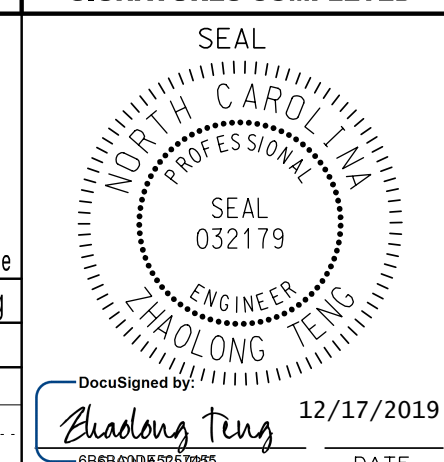 SEAL
NORTH CAROLINA
PROFESSIONAL
SEAL
032179
ENGINEER
ZHAOLONG TENG
e
g
DocuSigned by:
Zhaolong Teng
12/17/2019
DATE